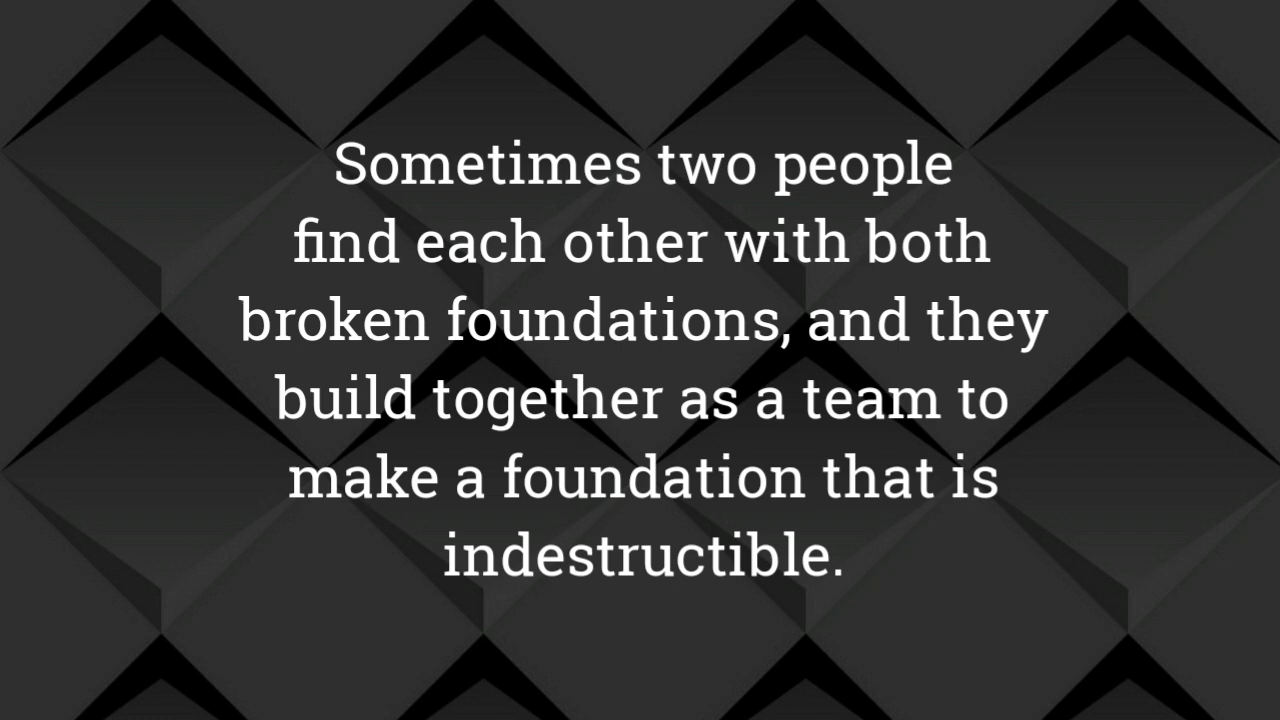 Sometimes two people
find each other with both
broken foundations, and they
build together as a team to
make a foundation that is
indestructible.